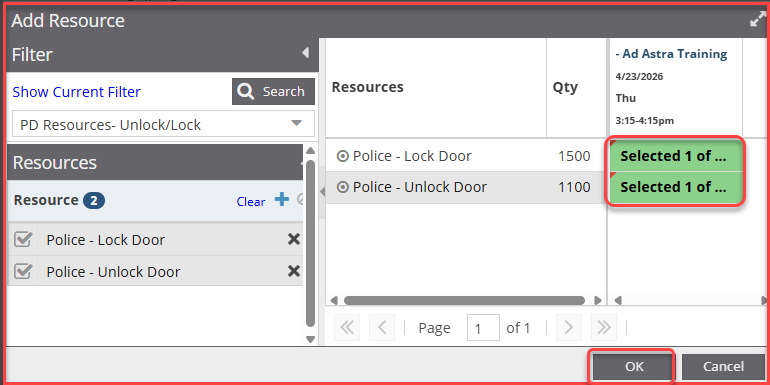 Add Resource
Filter
Show Current Filter
Search
PD Resources- Unlock/Lock
Resources
Resource 2
Clear
Police - Lock Door
Police - Unlock Door
Resources Qty
- Ad Astra Training
4/23/2026
Thu
3:15-4:15pm
Police - Lock Door 1500 Selected 1 of ...
Police - Unlock Door 1100 Selected 1 of ...
Page 1 of 1
OK
Cancel